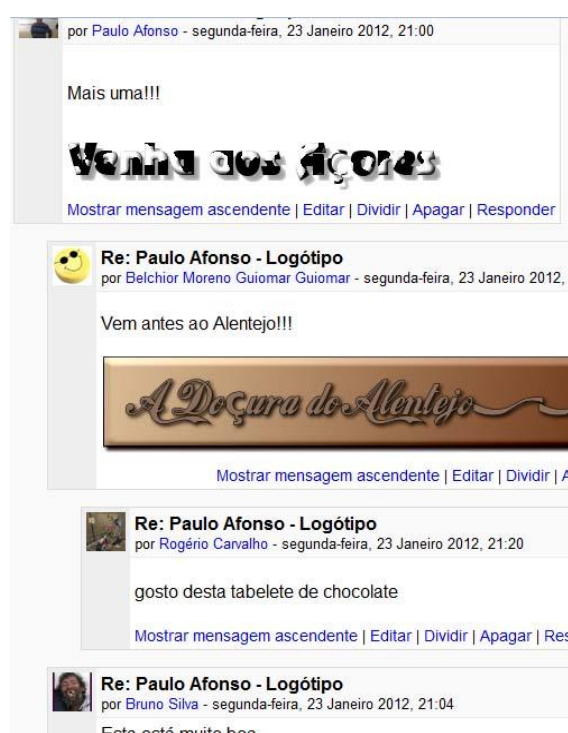 por Paulo Afonso - segunda-feira, 23 Janeiro 2012, 21:00
Mais uma!!!
Venha aos Açores
Mostrar mensagem ascendente | Editar | Dividir | Apagar | Responder
Re: Paulo Afonso - Logótipo
por Belchior Moreno Guiomar Guiomar - segunda-feira, 23 Janeiro 2012,
Vem antes ao Alentejo!!!
A Doçura do Alentejo
Mostrar mensagem ascendente | Editar | Dividir |
Re: Paulo Afonso - Logótipo
por Rogério Carvalho - segunda-feira, 23 Janeiro 2012, 21:20
gosto desta tabelete de chocolate
Mostrar mensagem ascendente | Editar | Dividir | Apagar | Res
Re: Paulo Afonso - Logótipo
por Bruno Silva - segunda-feira, 23 Janeiro 2012, 21:04